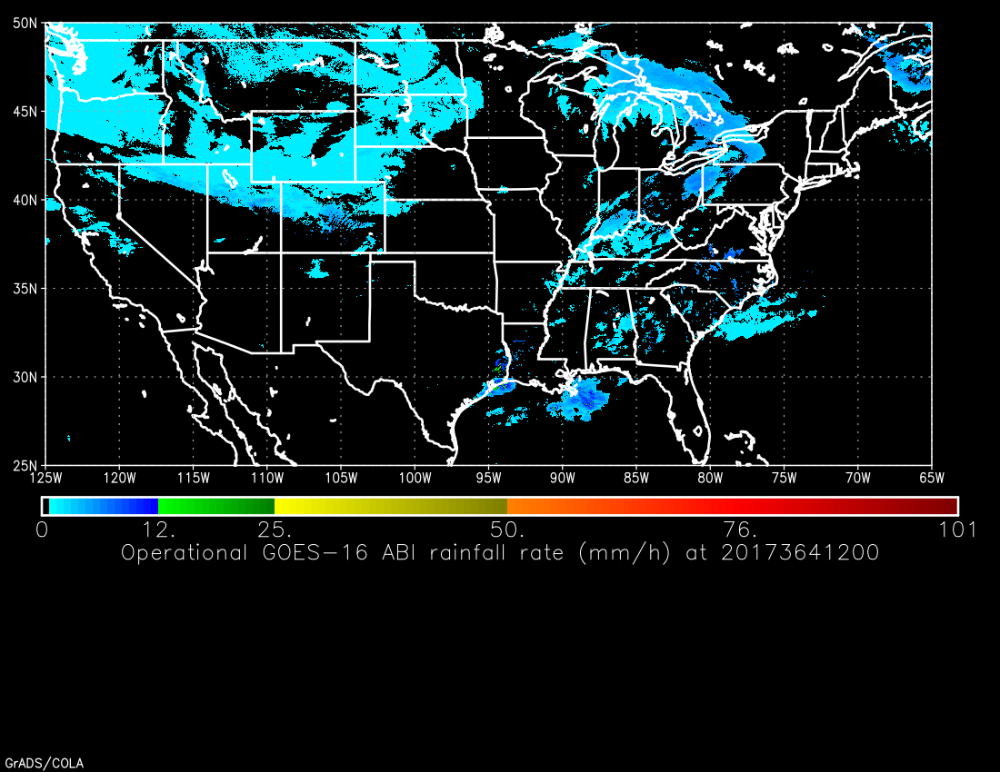 50N
45N
40N
35N
30N
25N
125W 120W 115W 110W 105W 100W 95W 90W 85W 80W 75W 70W 65W
0 12. 25. 50. 76. 101
Operational GOES-16 ABI rainfall rate (mm/h) at 20173641200
GrADS/COLA